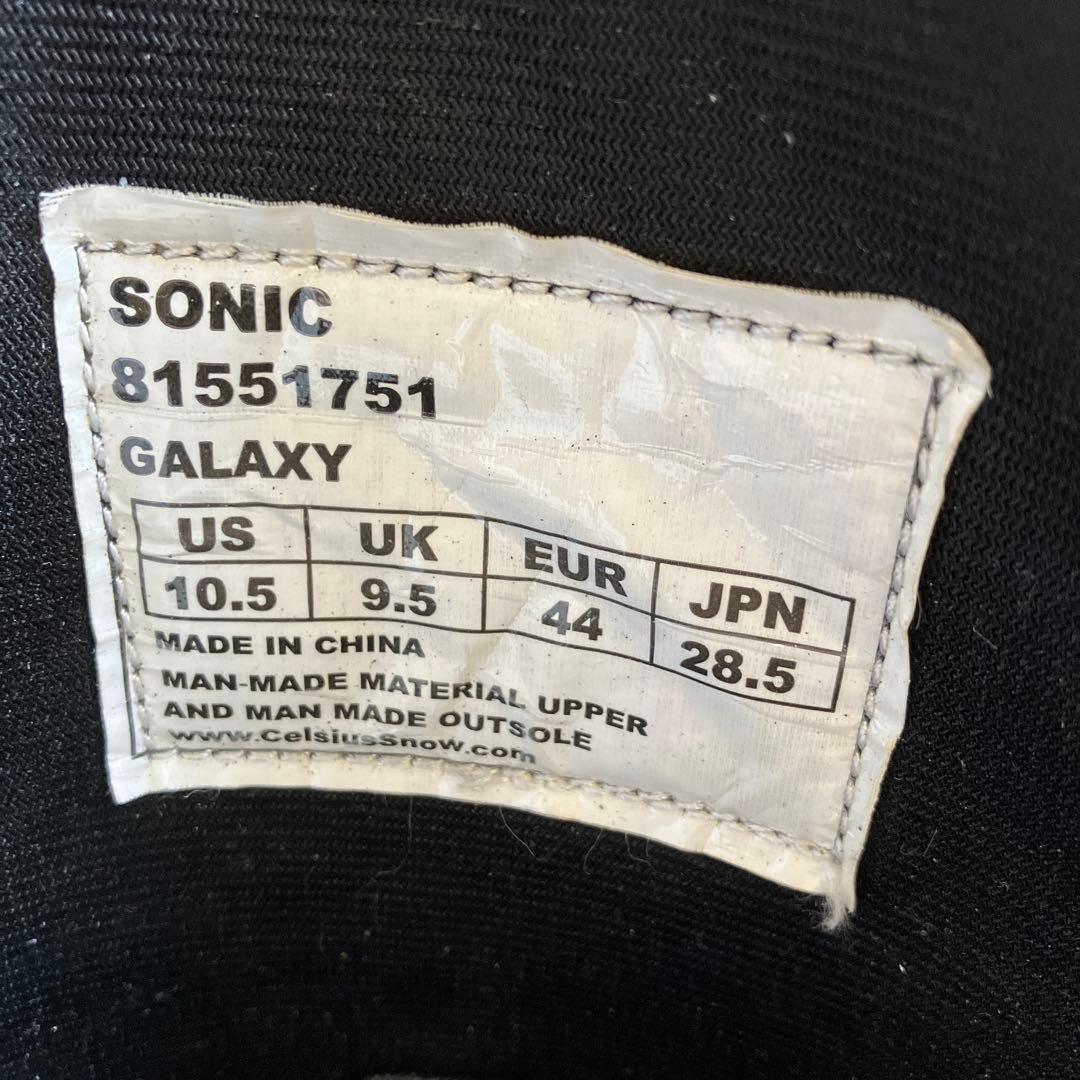 SONIC
81551751
GALAXY
US UK EUR JPN
10.5 9.5 44 28.5
MADE IN CHINA
MAN-MADE MATERIAL UPPER
AND MAN MADE OUTSOLE
www.CelsiusSnow.com